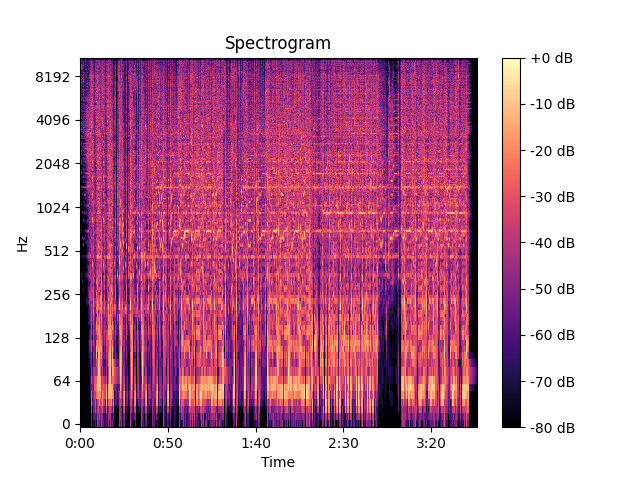 Spectrogram
Hz
8192
4096
2048
1024
512
256
128
64
0
0:00 0:50 1:40 2:30 3:20
Time
+0 dB
-10 dB
-20 dB
-30 dB
-40 dB
-50 dB
-60 dB
-70 dB
-80 dB